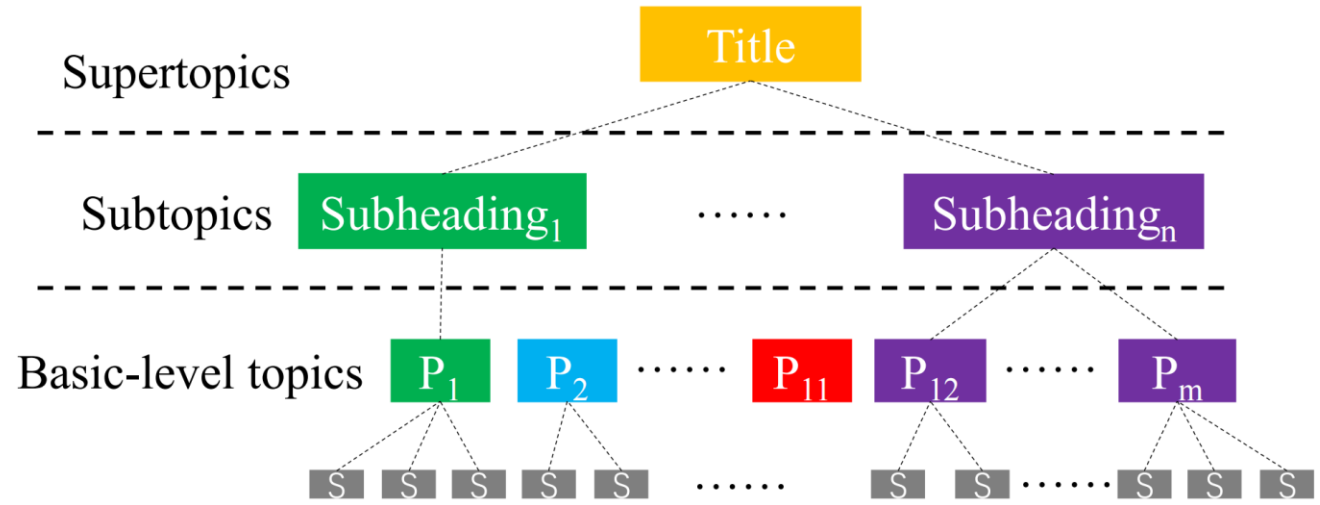 Title
Supertopics
Subtopics Subheading₁ ...... Subheadingₙ
Basic-level topics P₁ P₂ ...... P₁₁ P₁₂ ...... Pₘ
S S S S S ...... S S ...... S S S